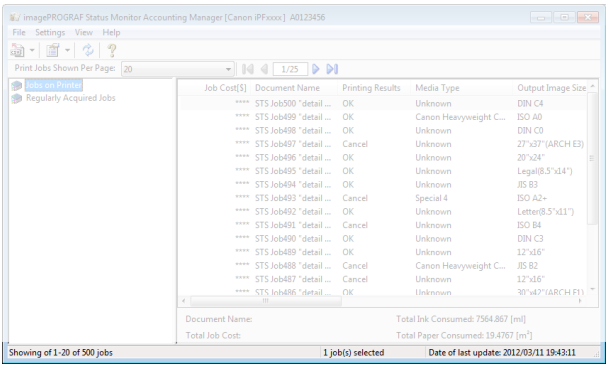 imagePROGRAF Status Monitor Accounting Manager [Canon iPFxxxx] A0123456
File Settings View Help
Print Jobs Shown Per Page: 20 1/25
Jobs on Printer
Regularly Acquired Jobs
Job Cost[$] Document Name Printing Results Media Type Output Image Size
**** STS Job500 "detail ... OK Unknown DIN C4
**** STS Job499 "detail ... OK Canon Heavyweight C... ISO A0
**** STS Job498 "detail ... OK Unknown DIN C0
**** STS Job497 "detail ... Cancel Unknown 27"x37"(ARCH E3)
**** STS Job496 "detail ... OK Unknown 20"x24"
**** STS Job495 "detail ... OK Unknown Legal(8.5"x14")
**** STS Job494 "detail ... OK Unknown JIS B3
**** STS Job493 "detail ... Cancel Special 4 ISO A2+
**** STS Job492 "detail ... OK Unknown Letter(8.5"x11")
**** STS Job491 "detail ... Cancel Unknown ISO B4
**** STS Job490 "detail ... OK Unknown DIN C3
**** STS Job489 "detail ... OK Unknown 12"x16"
**** STS Job488 "detail ... Cancel Canon Heavyweight C... JIS B2
**** STS Job487 "detail ... Cancel Unknown 12"x16"
**** STS Job486 "detail ... OK Unknown 30"x42"(ARCH E1)
Document Name: Total Ink Consumed: 7564.867 [ml]
Total Job Cost: Total Paper Consumed: 19.4767 [m²]
Showing of 1-20 of 500 jobs 1 job(s) selected Date of last update: 2012/03/11 19:43:11